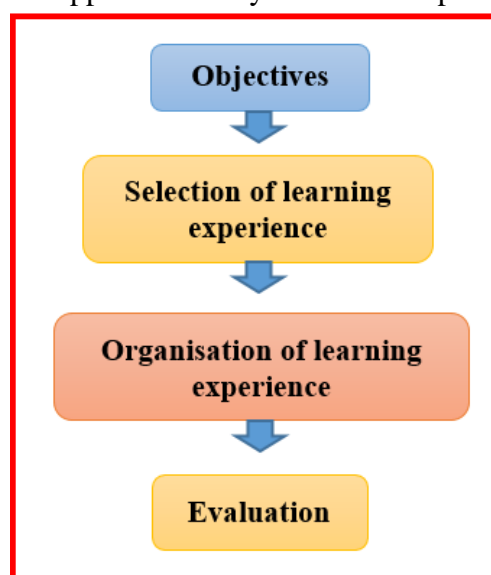 Objectives
Selection of learning
experience
Organisation of learning
experience
Evaluation